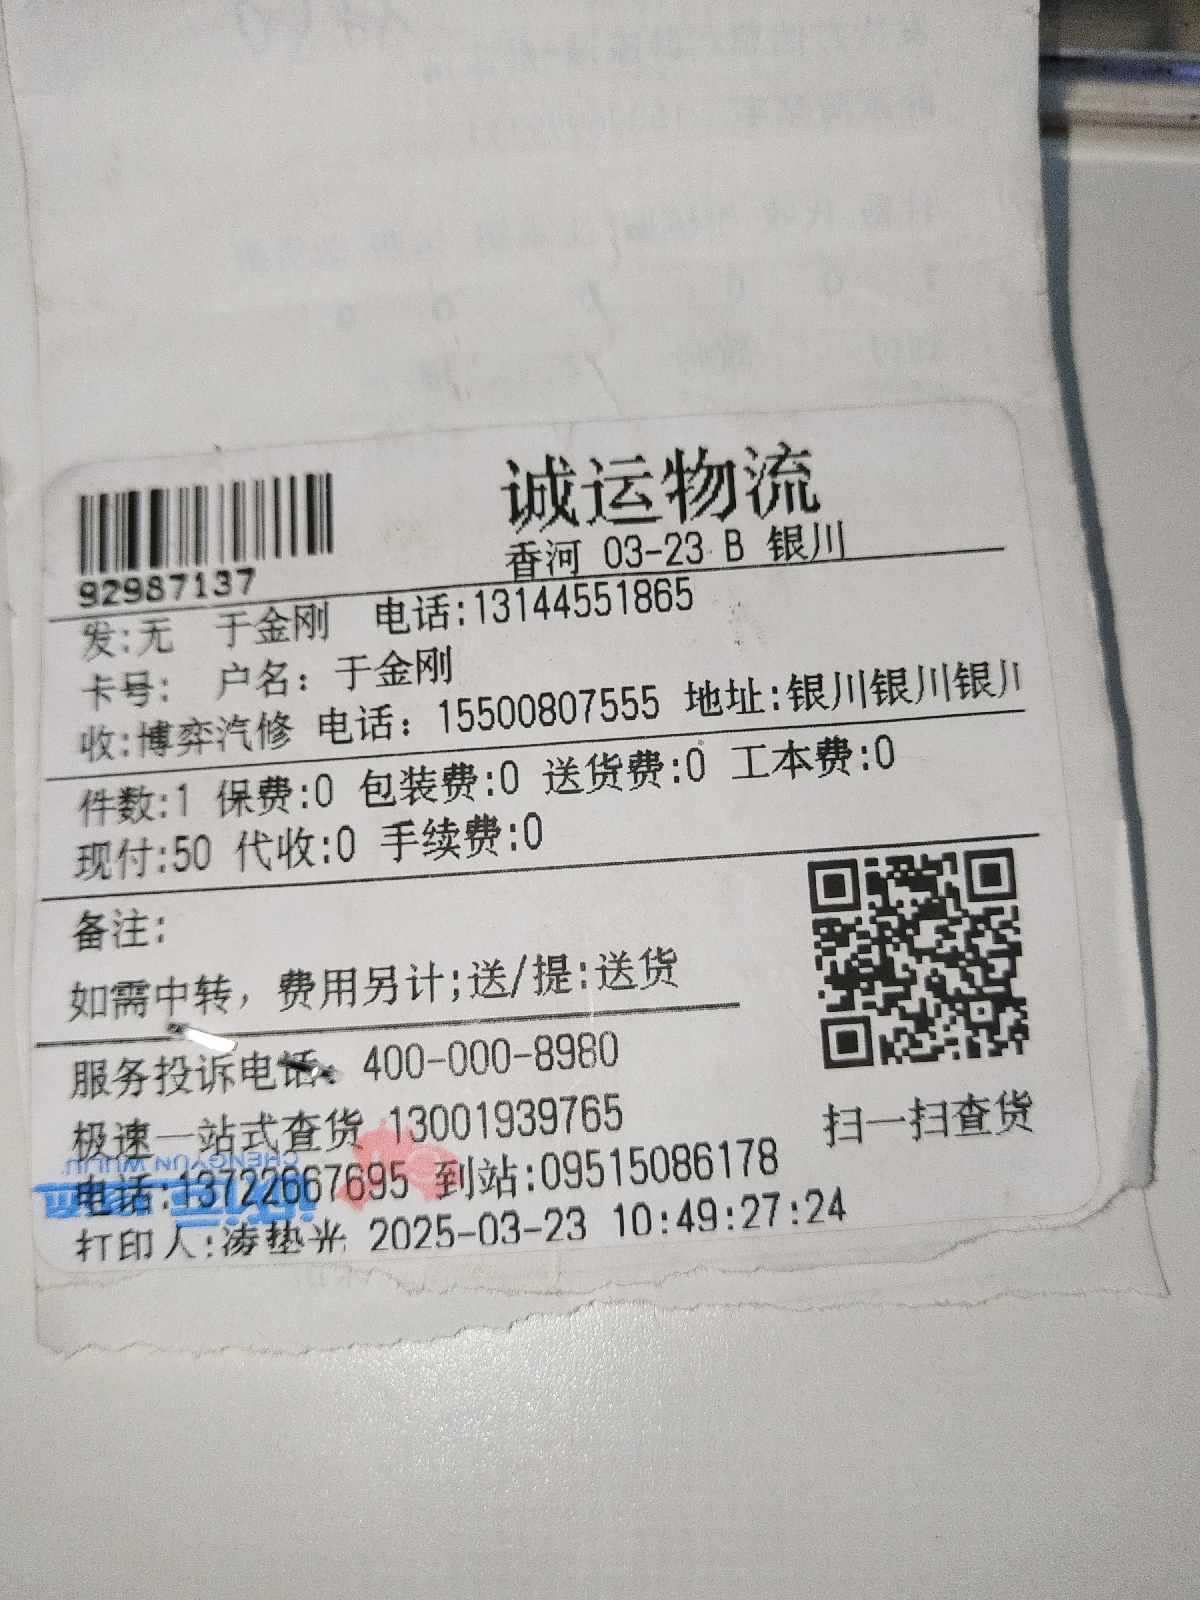 诚运物流
香河 03-23 B 银川
92987137
发:无 于金刚 电话:13144551865
卡号: 户名: 于金刚
收:博弈汽修 电话: 15500807555 地址:银川银川银川
件数:1 保费:0 包装费:0 送货费:0 工本费:0
现付:50 代收:0 手续费:0
备注:
如需中转，费用另计;送/提:送货
服务投诉电话: 400-000-8980
极速一站式查货 13001939765
扫一扫查货
CHENGYUN WULIU
电话:13722667695 到站:09515086178
打印人: 2025-03-23 10:49:27:24